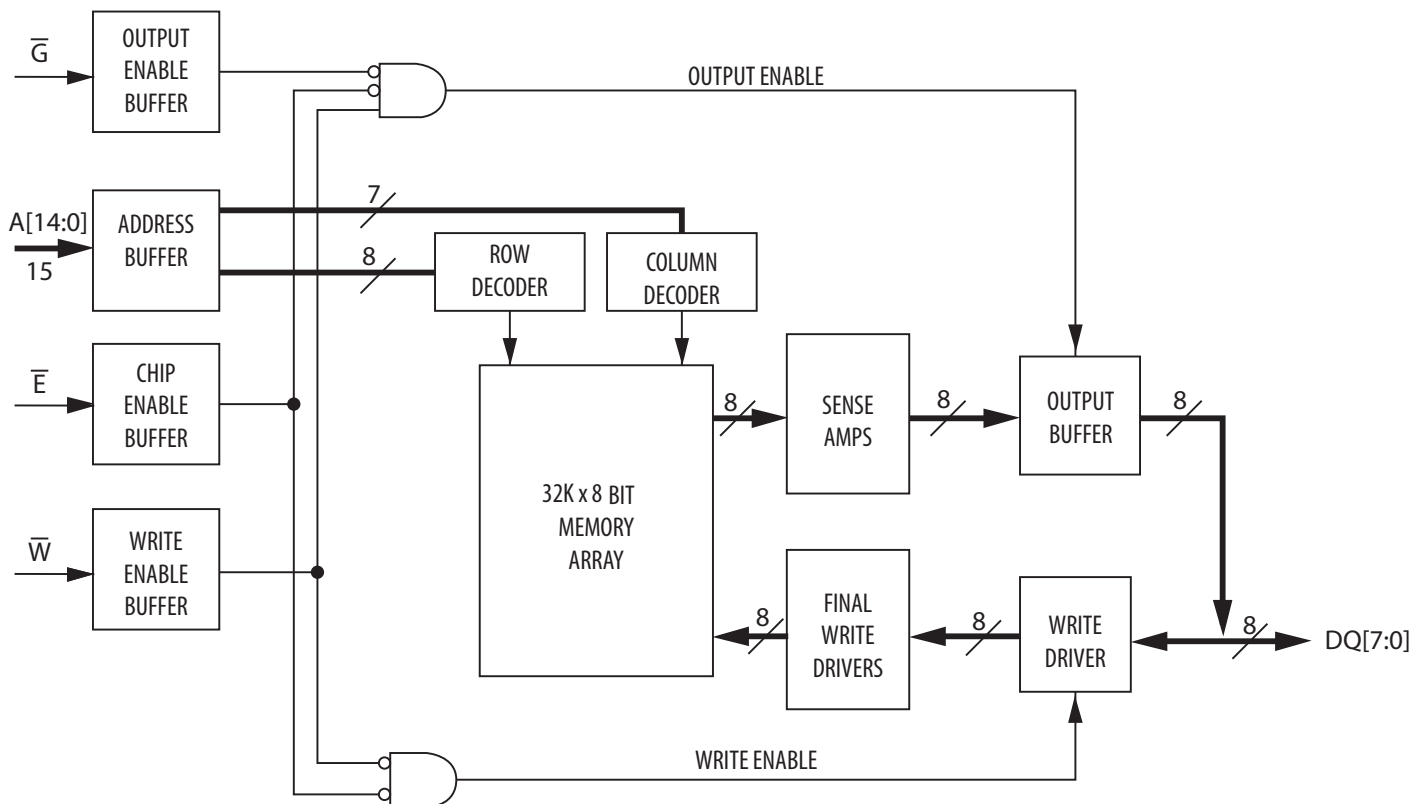 G̅
OUTPUT
ENABLE
BUFFER
OUTPUT ENABLE
A[14:0]
15
ADDRESS
BUFFER
7
8
ROW
DECODER
COLUMN
DECODER
E̅
CHIP
ENABLE
BUFFER
W̅
WRITE
ENABLE
BUFFER
32K x 8 BIT
MEMORY
ARRAY
8
SENSE
AMPS
8
OUTPUT
BUFFER
8
8
FINAL
WRITE
DRIVERS
8
WRITE
DRIVER
8
DQ[7:0]
WRITE ENABLE